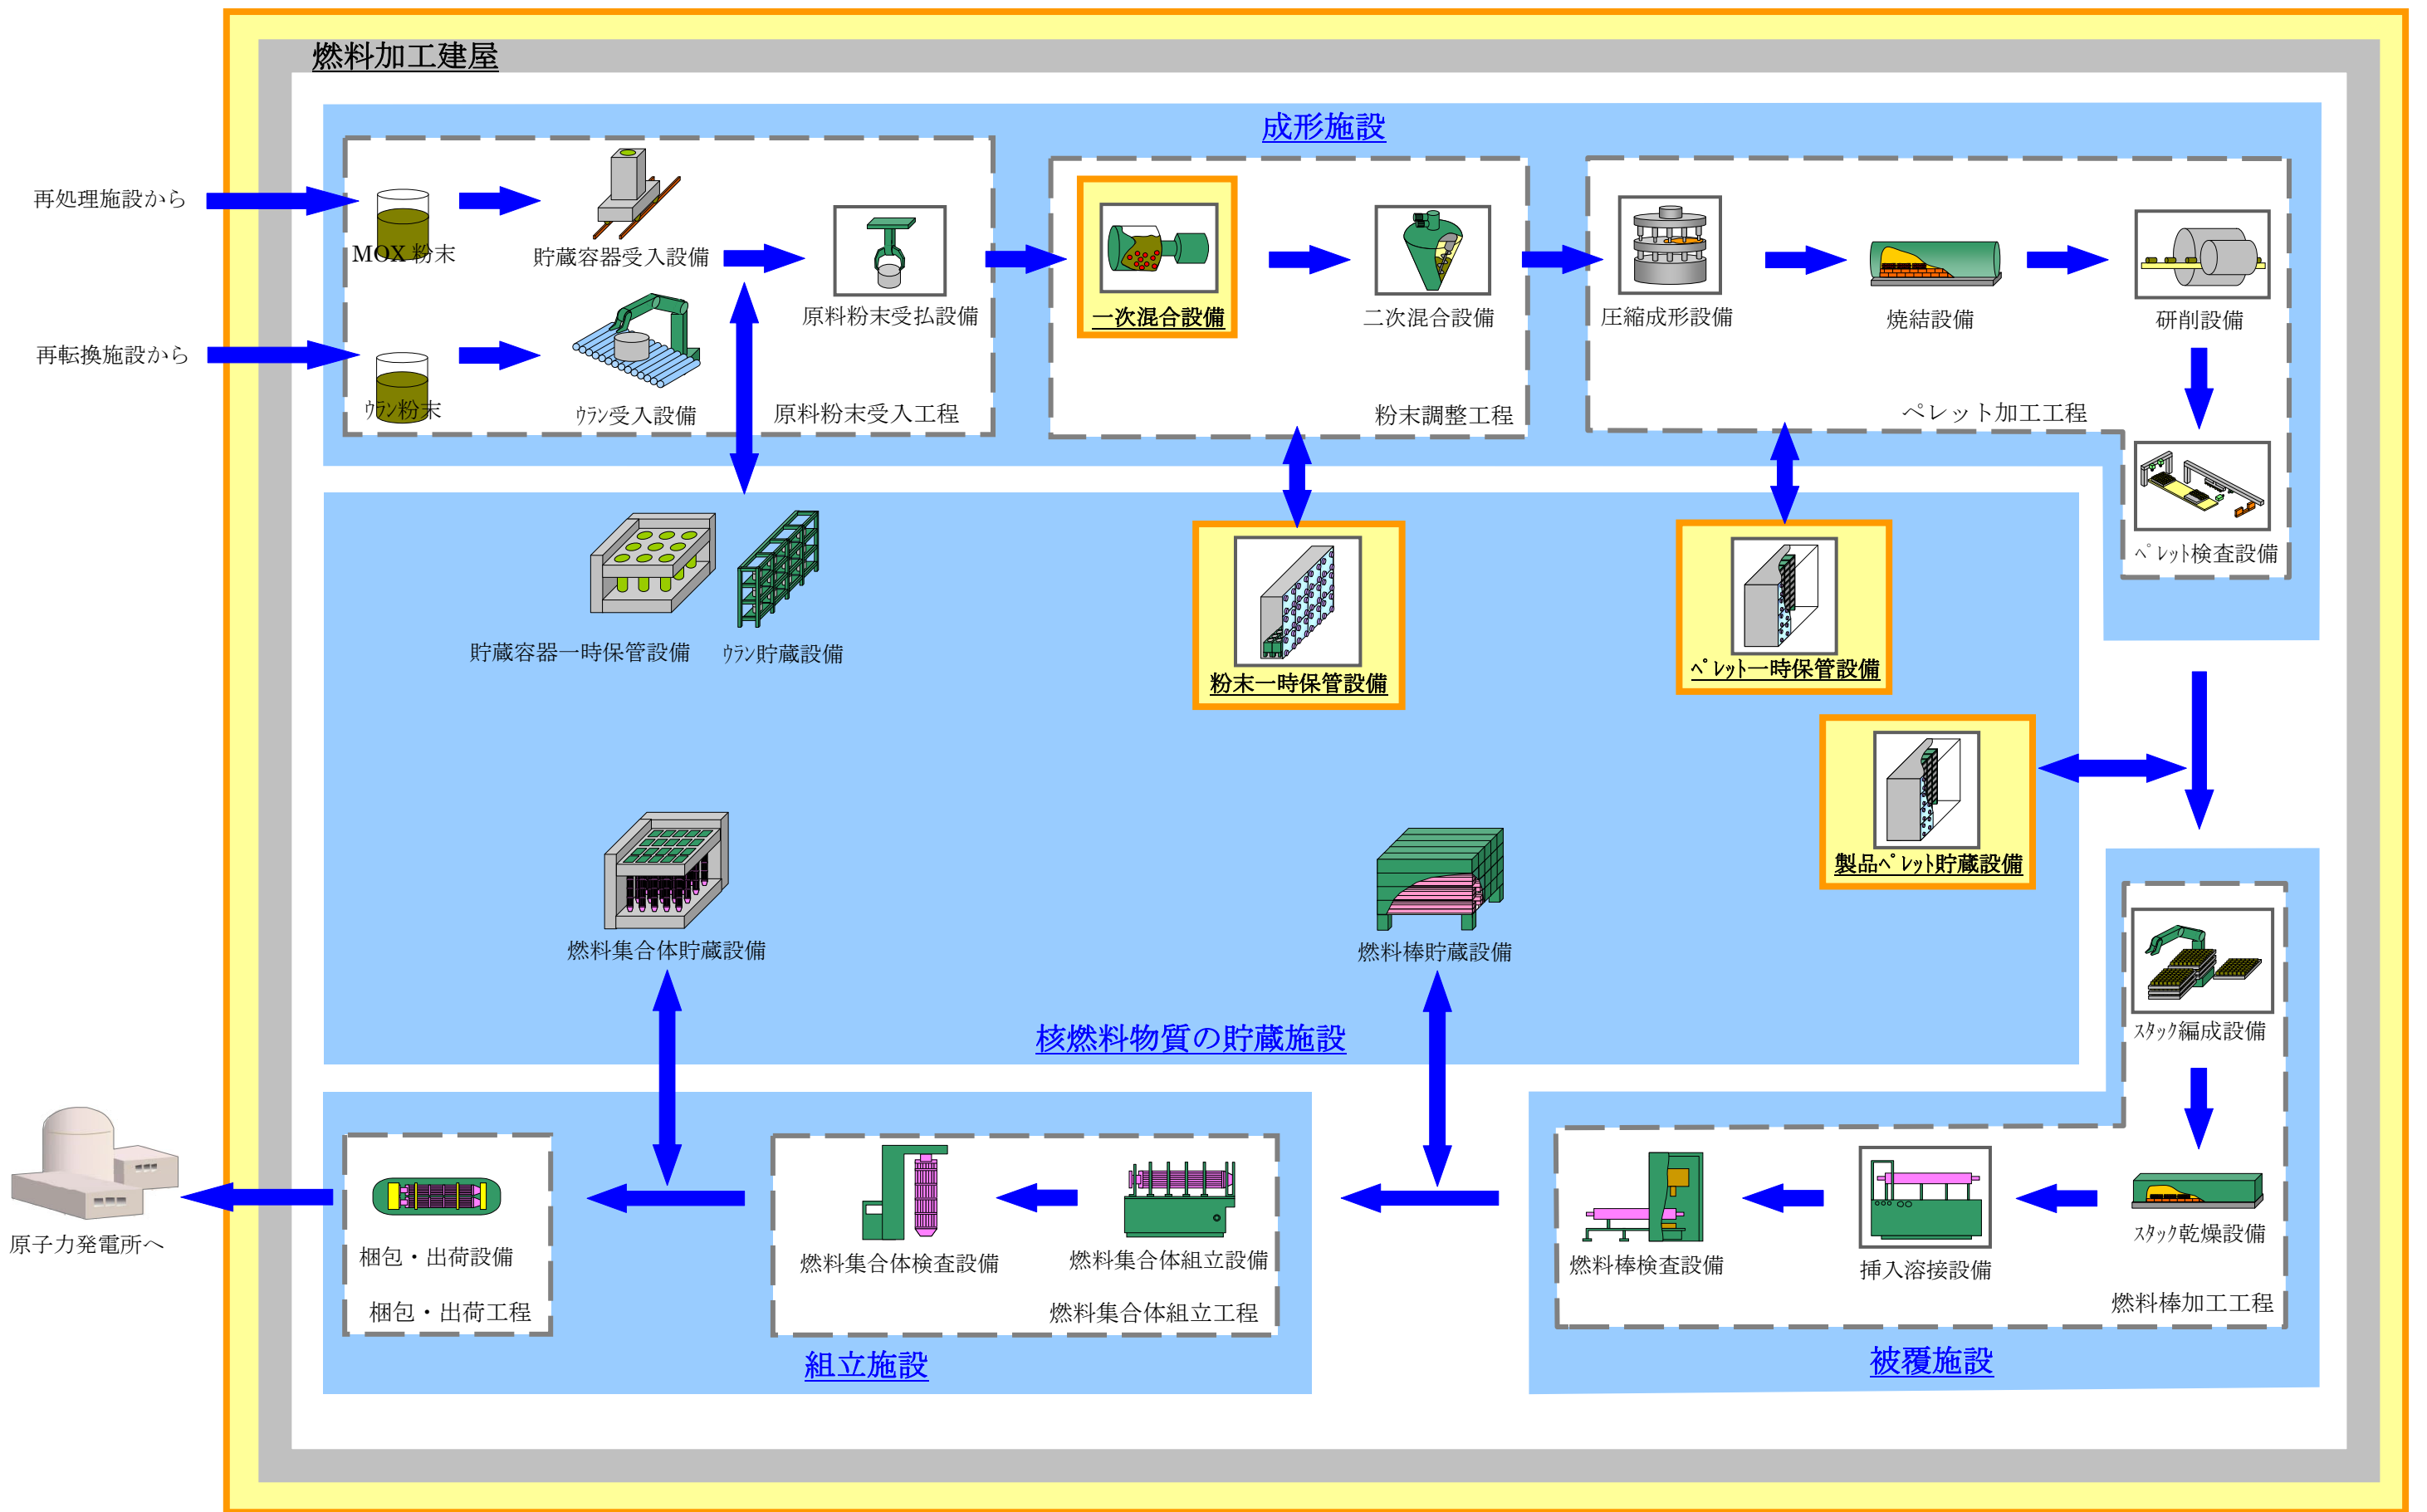 燃料加工建屋
成形施設
再処理施設から
MOX 粉末
貯蔵容器受入設備
原料粉末受払設備
一次混合設備
二次混合設備
圧縮成形設備
焼結設備
研削設備
再転換施設から
ｳﾗﾝ粉末
ｳﾗﾝ受入設備
原料粉末受入工程
粉末調整工程
ペレット加工工程
ﾍﾟﾚｯﾄ検査設備
貯蔵容器一時保管設備
ｳﾗﾝ貯蔵設備
粉末一時保管設備
ﾍﾟﾚｯﾄ一時保管設備
製品ﾍﾟﾚｯﾄ貯蔵設備
燃料集合体貯蔵設備
燃料棒貯蔵設備
核燃料物質の貯蔵施設
ｽﾀｯｸ編成設備
原子力発電所へ
梱包・出荷設備
燃料集合体検査設備
燃料集合体組立設備
燃料棒検査設備
挿入溶接設備
ｽﾀｯｸ乾燥設備
梱包・出荷工程
燃料集合体組立工程
燃料棒加工工程
組立施設
被覆施設